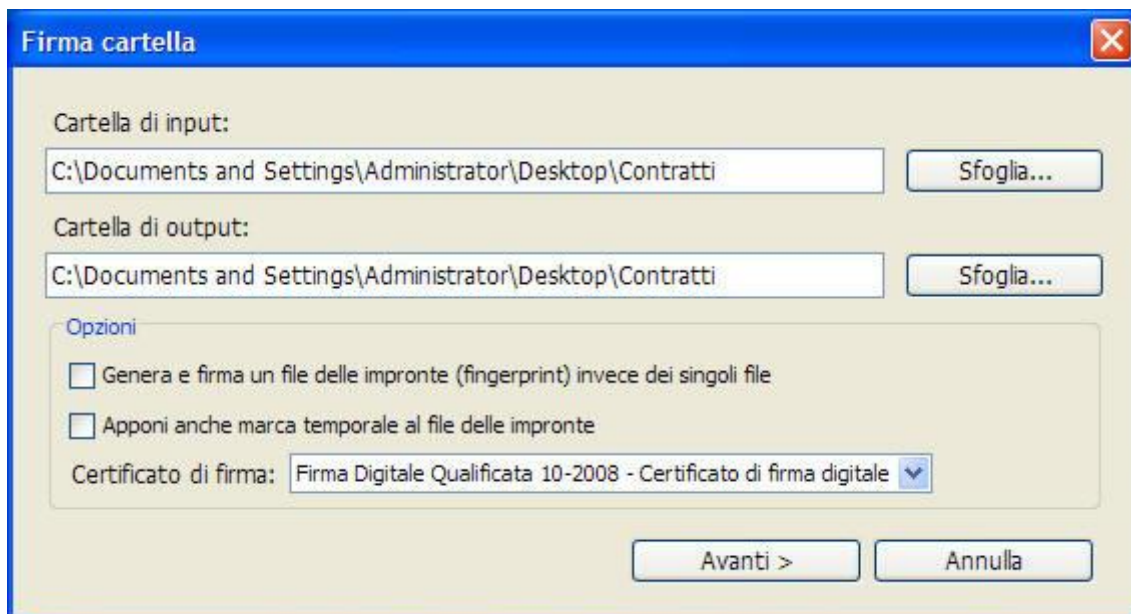 Firma cartella
Cartella di input:
C:\Documents and Settings\Administrator\Desktop\Contratti Sfoglia...
Cartella di output:
C:\Documents and Settings\Administrator\Desktop\Contratti Sfoglia...
Opzioni
Genera e firma un file delle impronte (fingerprint) invece dei singoli file
Apponi anche marca temporale al file delle impronte
Certificato di firma: Firma Digitale Qualificata 10-2008 - Certificato di firma digitale
Avanti > Annulla